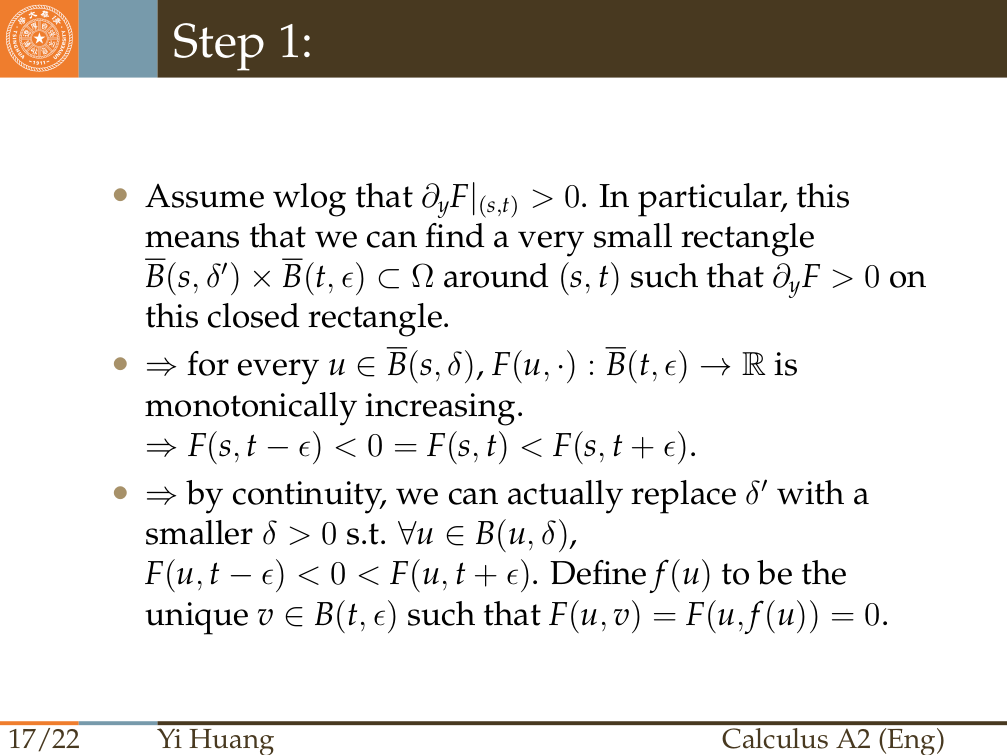 Step 1:
• Assume wlog that ∂_yF|_(s,t) > 0. In particular, this
means that we can find a very small rectangle
B̅(s, δ′) × B̅(t, ϵ) ⊂ Ω around (s, t) such that ∂_yF > 0 on
this closed rectangle.
• ⇒ for every u ∈ B̅(s, δ), F(u, ·) : B̅(t, ϵ) → ℝ is
monotonically increasing.
⇒ F(s, t − ϵ) < 0 = F(s, t) < F(s, t + ϵ).
• ⇒ by continuity, we can actually replace δ′ with a
smaller δ > 0 s.t. ∀u ∈ B(u, δ),
F(u, t − ϵ) < 0 < F(u, t + ϵ). Define f(u) to be the
unique v ∈ B(t, ϵ) such that F(u, v) = F(u, f(u)) = 0.
17/22 Yi Huang Calculus A2 (Eng)